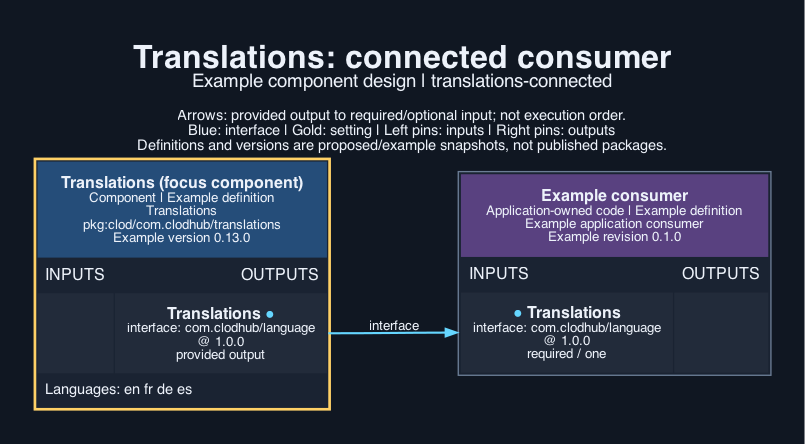 Translations: connected consumer
Example component design | translations-connected
Arrows: provided output to required/optional input; not execution order.
Blue: interface | Gold: setting | Left pins: inputs | Right pins: outputs
Definitions and versions are proposed/example snapshots, not published packages.
Translations (focus component)
Component | Example definition
Translations
pkg:clod/com.clodhub/translations
Example version 0.13.0
INPUTS
OUTPUTS
Translations ●
interface: com.clodhub/language
@ 1.0.0
provided output
Languages: en fr de es
interface
Example consumer
Application-owned code | Example definition
Example application consumer
Example revision 0.1.0
INPUTS
OUTPUTS
● Translations
interface: com.clodhub/language
@ 1.0.0
required / one